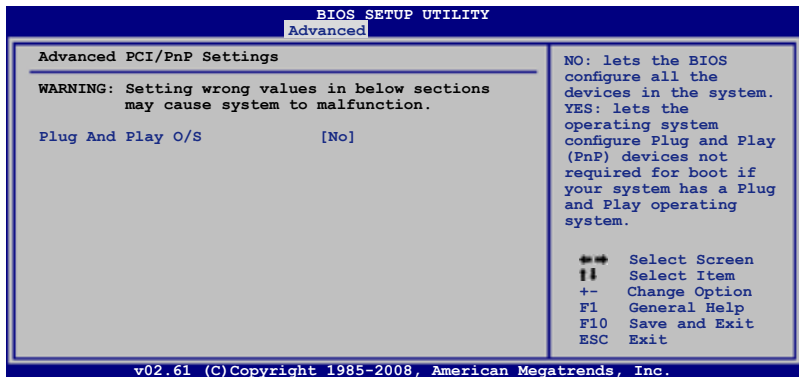 BIOS SETUP UTILITY
Advanced
Advanced PCI/PnP Settings
WARNING: Setting wrong values in below sections
may cause system to malfunction.
Plug And Play O/S [No]
NO: lets the BIOS
configure all the
devices in the system.
YES: lets the
operating system
configure Plug and Play
(PnP) devices not
required for boot if
your system has a Plug
and Play operating
system.
←→ Select Screen
↑↓ Select Item
+- Change Option
F1 General Help
F10 Save and Exit
ESC Exit
v02.61 (C)Copyright 1985-2008, American Megatrends, Inc.